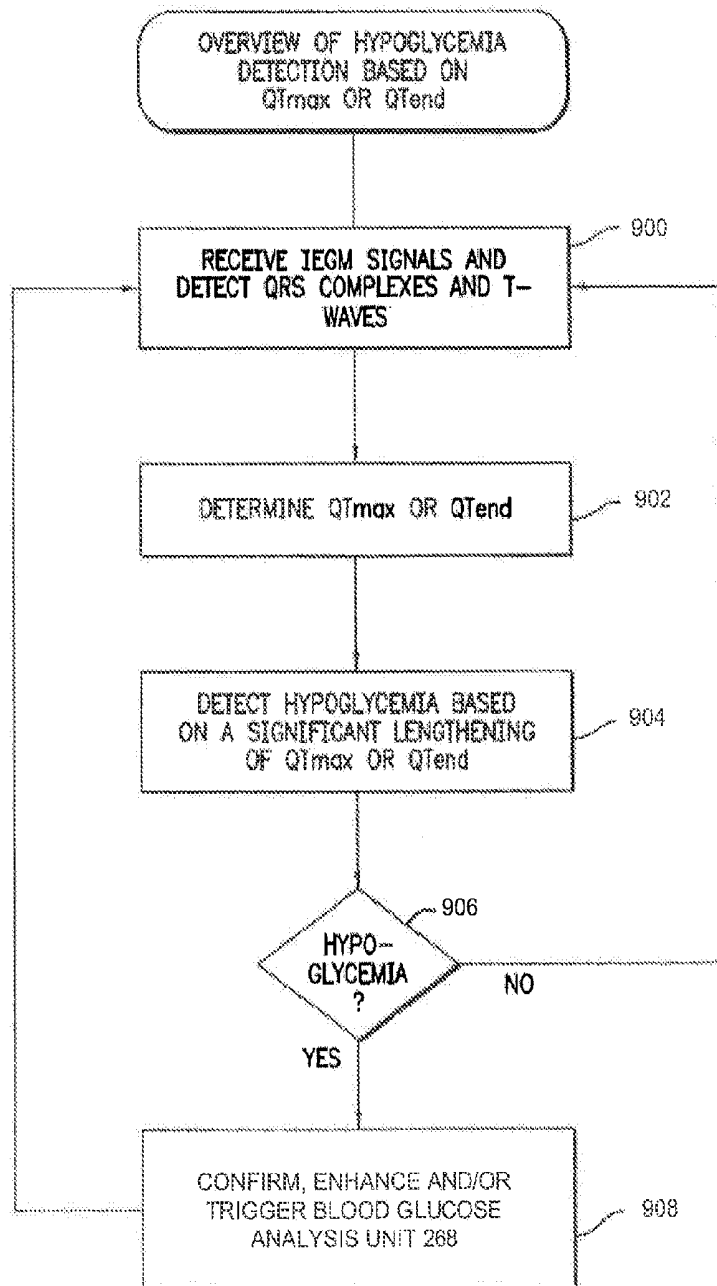 OVERVIEW OF HYPOGLYCEMIA
DETECTION BASED ON
QTmax OR QTend
900
RECEIVE IEGM SIGNALS AND
DETECT QRS COMPLEXES AND T-
WAVES
DETERMINE QTmax OR QTend
902
DETECT HYPOGLYCEMIA BASED
ON A SIGNIFICANT LENGTHENING
OF QTmax OR QTend
904
906
HYPO-
GLYCEMIA
?
NO
YES
CONFIRM, ENHANCE AND/OR
TRIGGER BLOOD GLUCOSE
ANALYSIS UNIT 268
908